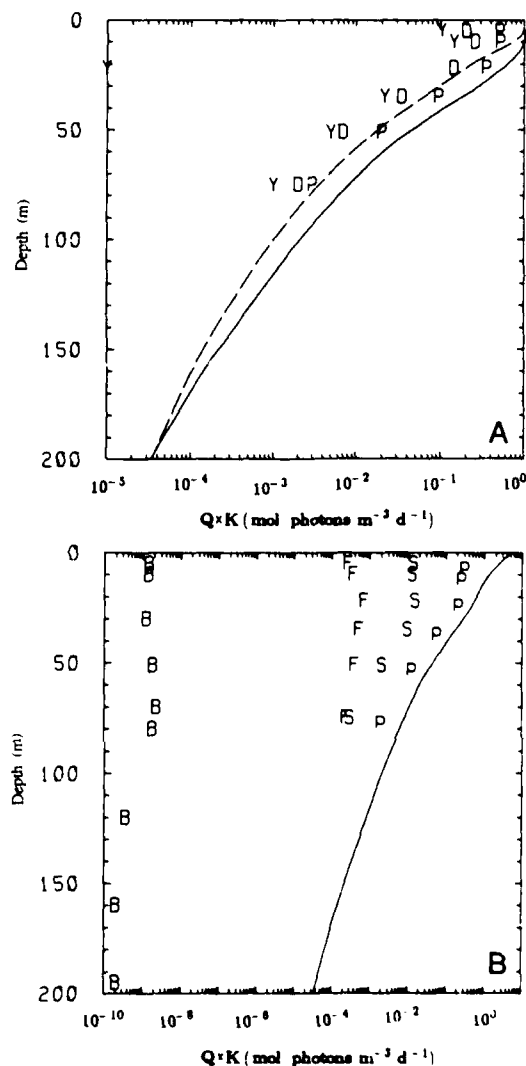 0
50
100
150
200
Depth (m)
Y D P
Y D P
Y D P
Y D P
Y D P
Y D P
A
10⁻⁵ 10⁻⁴ 10⁻³ 10⁻² 10⁻¹ 10⁰
Q×K (mol photons m⁻³ d⁻¹)
0
50
100
150
200
Depth (m)
B F S P
B F S P
F S P
B
F S P
B F S P
B
F S P
B
B
B
B
B
10⁻¹⁰ 10⁻⁸ 10⁻⁶ 10⁻⁴ 10⁻² 10⁰
Q×K (mol photons m⁻³ d⁻¹)